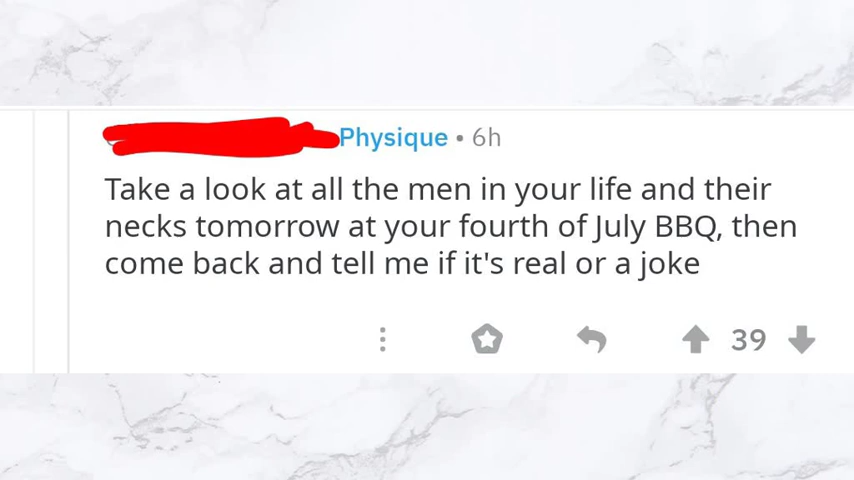 Physique • 6h
Take a look at all the men in your life and their
necks tomorrow at your fourth of July BBQ, then
come back and tell me if it's real or a joke
39